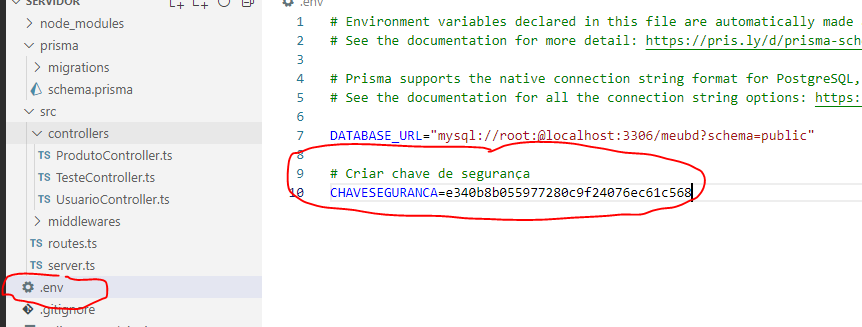 SERVIDOR
node_modules
prisma
migrations
schema.prisma
src
controllers
TS ProdutoController.ts
TS TesteController.ts
TS UsuarioController.ts
middlewares
TS routes.ts
TS server.ts
.env
.gitignore
.env
1 # Environment variables declared in this file are automatically made
2 # See the documentation for more detail: https://pris.ly/d/prisma-sch
3
4 # Prisma supports the native connection string format for PostgreSQL,
5 # See the documentation for all the connection string options: https:
6
7 DATABASE_URL="mysql://root:@localhost:3306/meubd?schema=public"
8
9 # Criar chave de segurança
10 CHAVESEGURANCA=e340b8b055977280c9f24076ec61c568